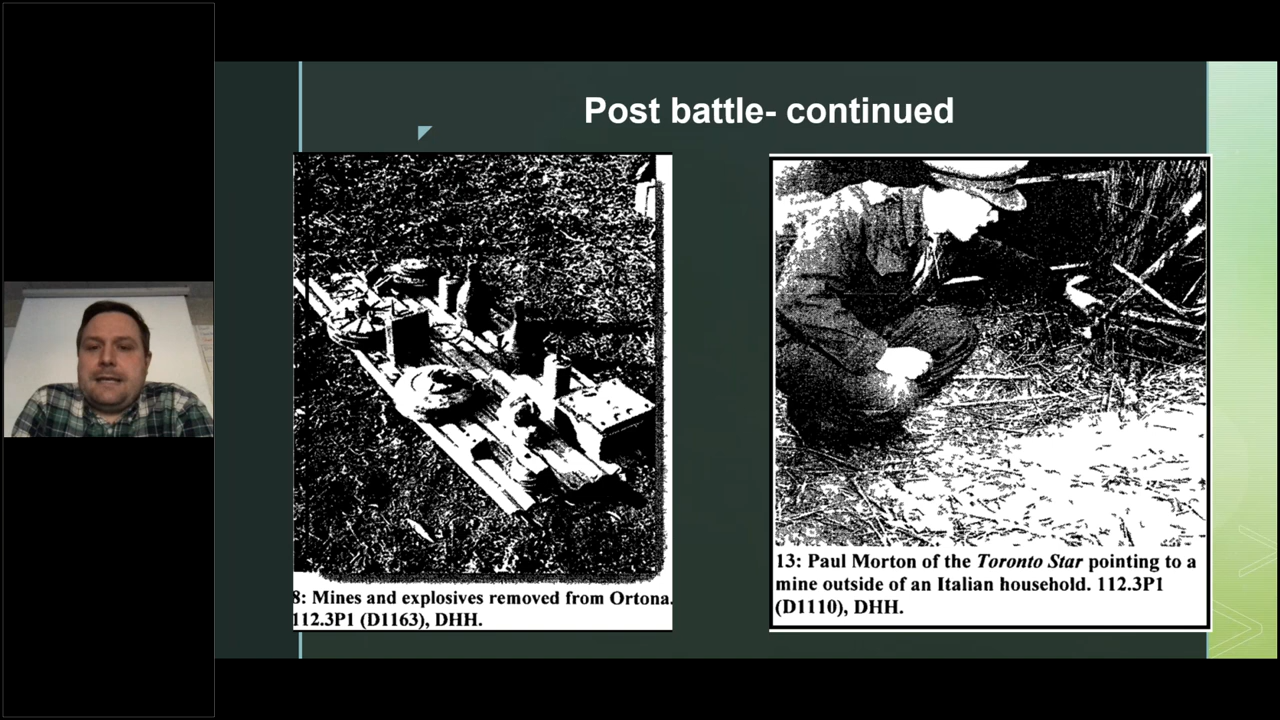 Post battle- continued
8: Mines and explosives removed from Ortona.
112.3P1 (D1163), DHH.
13: Paul Morton of the Toronto Star pointing to a
mine outside of an Italian household. 112.3P1
(D1110), DHH.